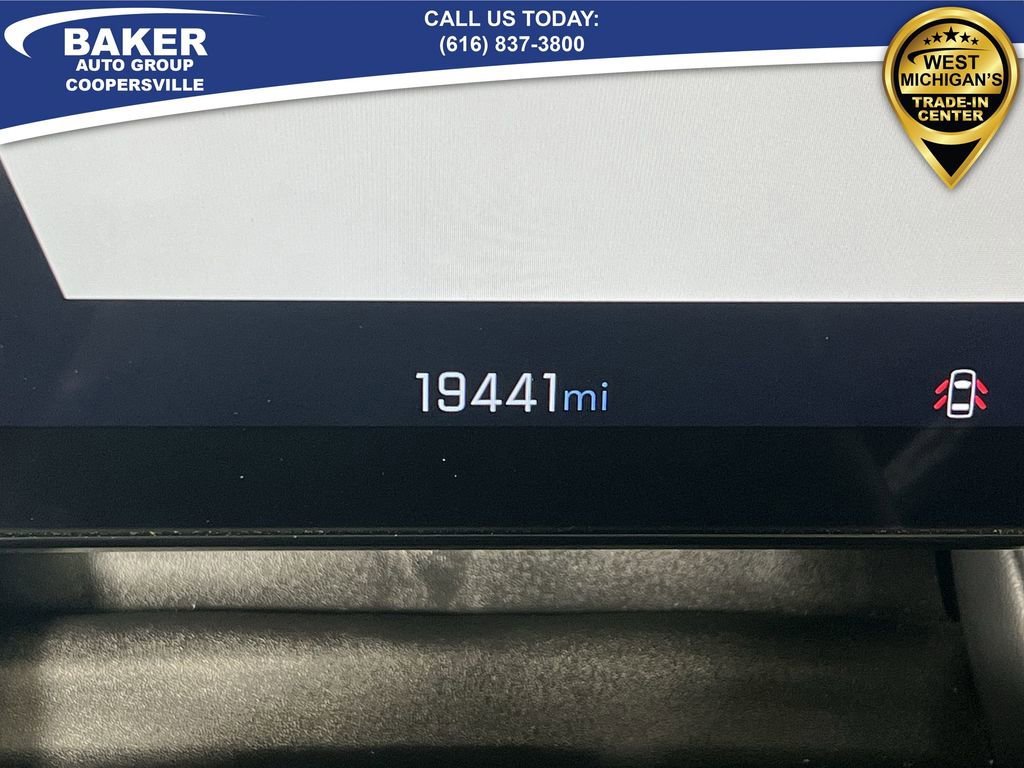 BAKER
AUTO GROUP
COOPERSVILLE
CALL US TODAY:
(616) 837-3800
WEST
MICHIGAN'S
TRADE-IN
CENTER
19441mi